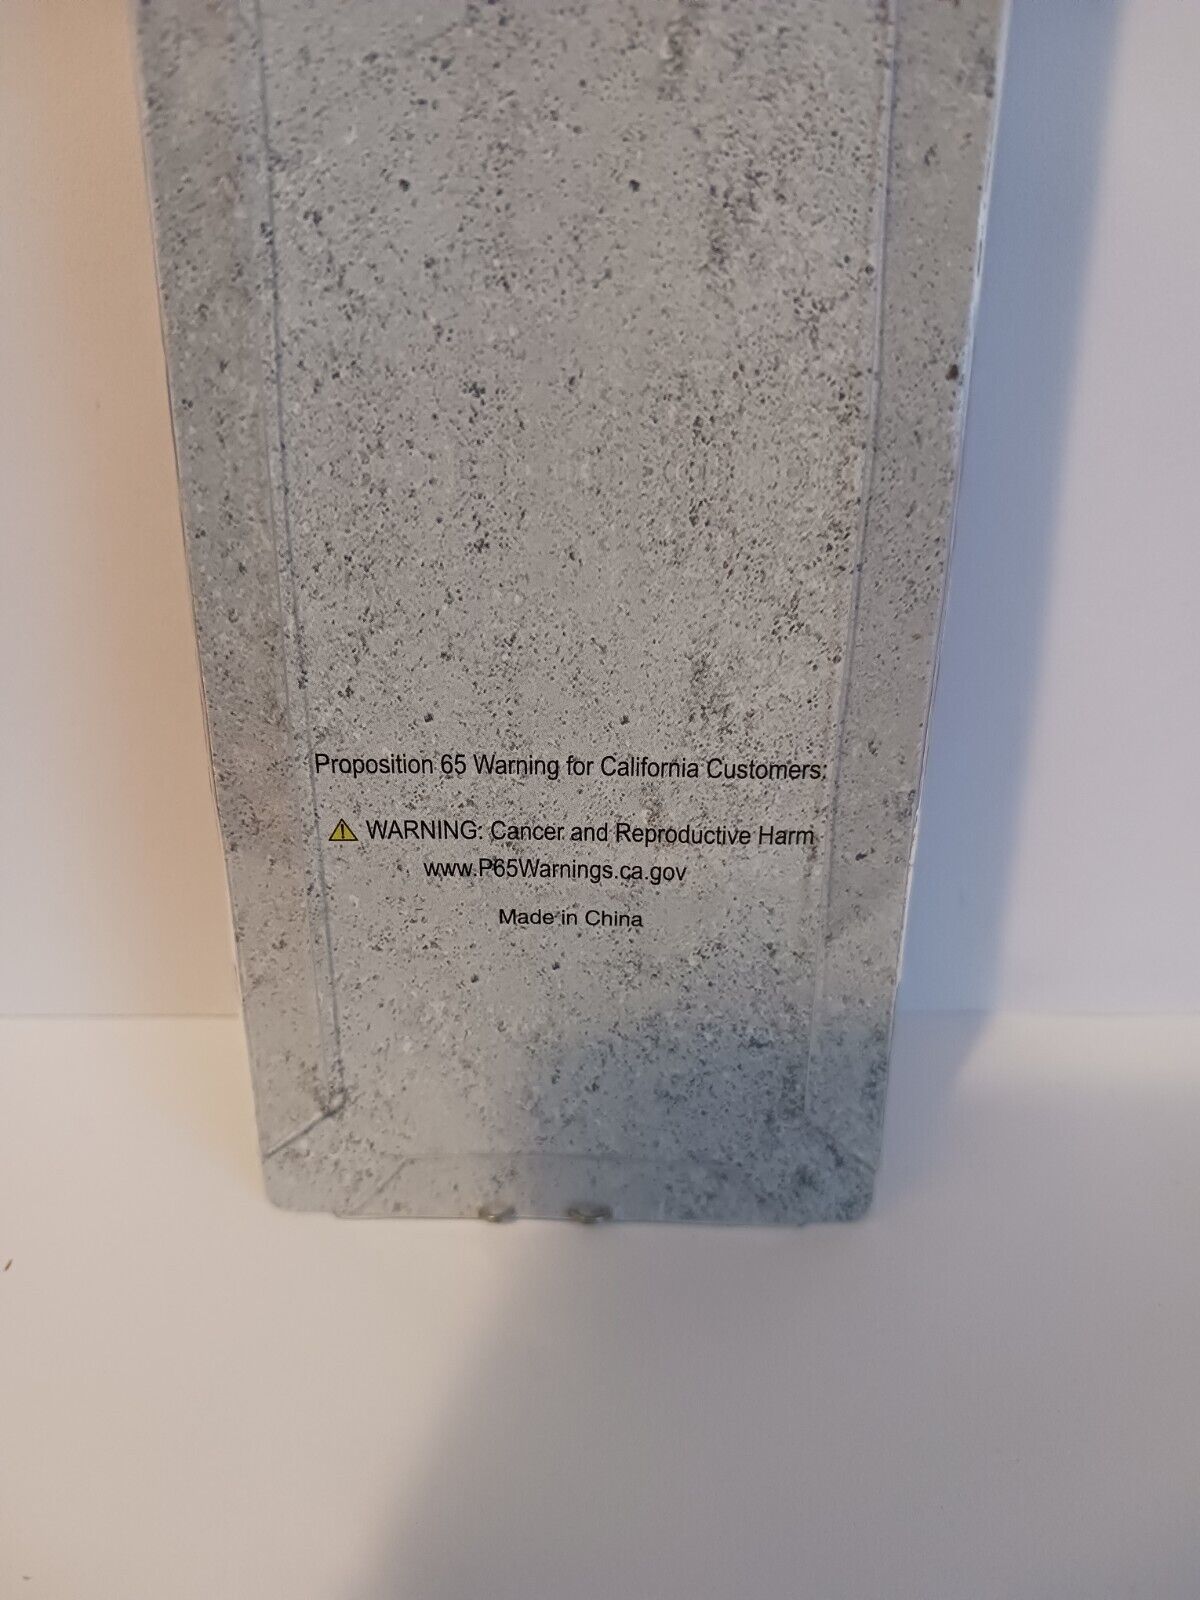 Proposition 65 Warning for California Customers:
WARNING: Cancer and Reproductive Harm
www.P65Warnings.ca.gov
Made in China